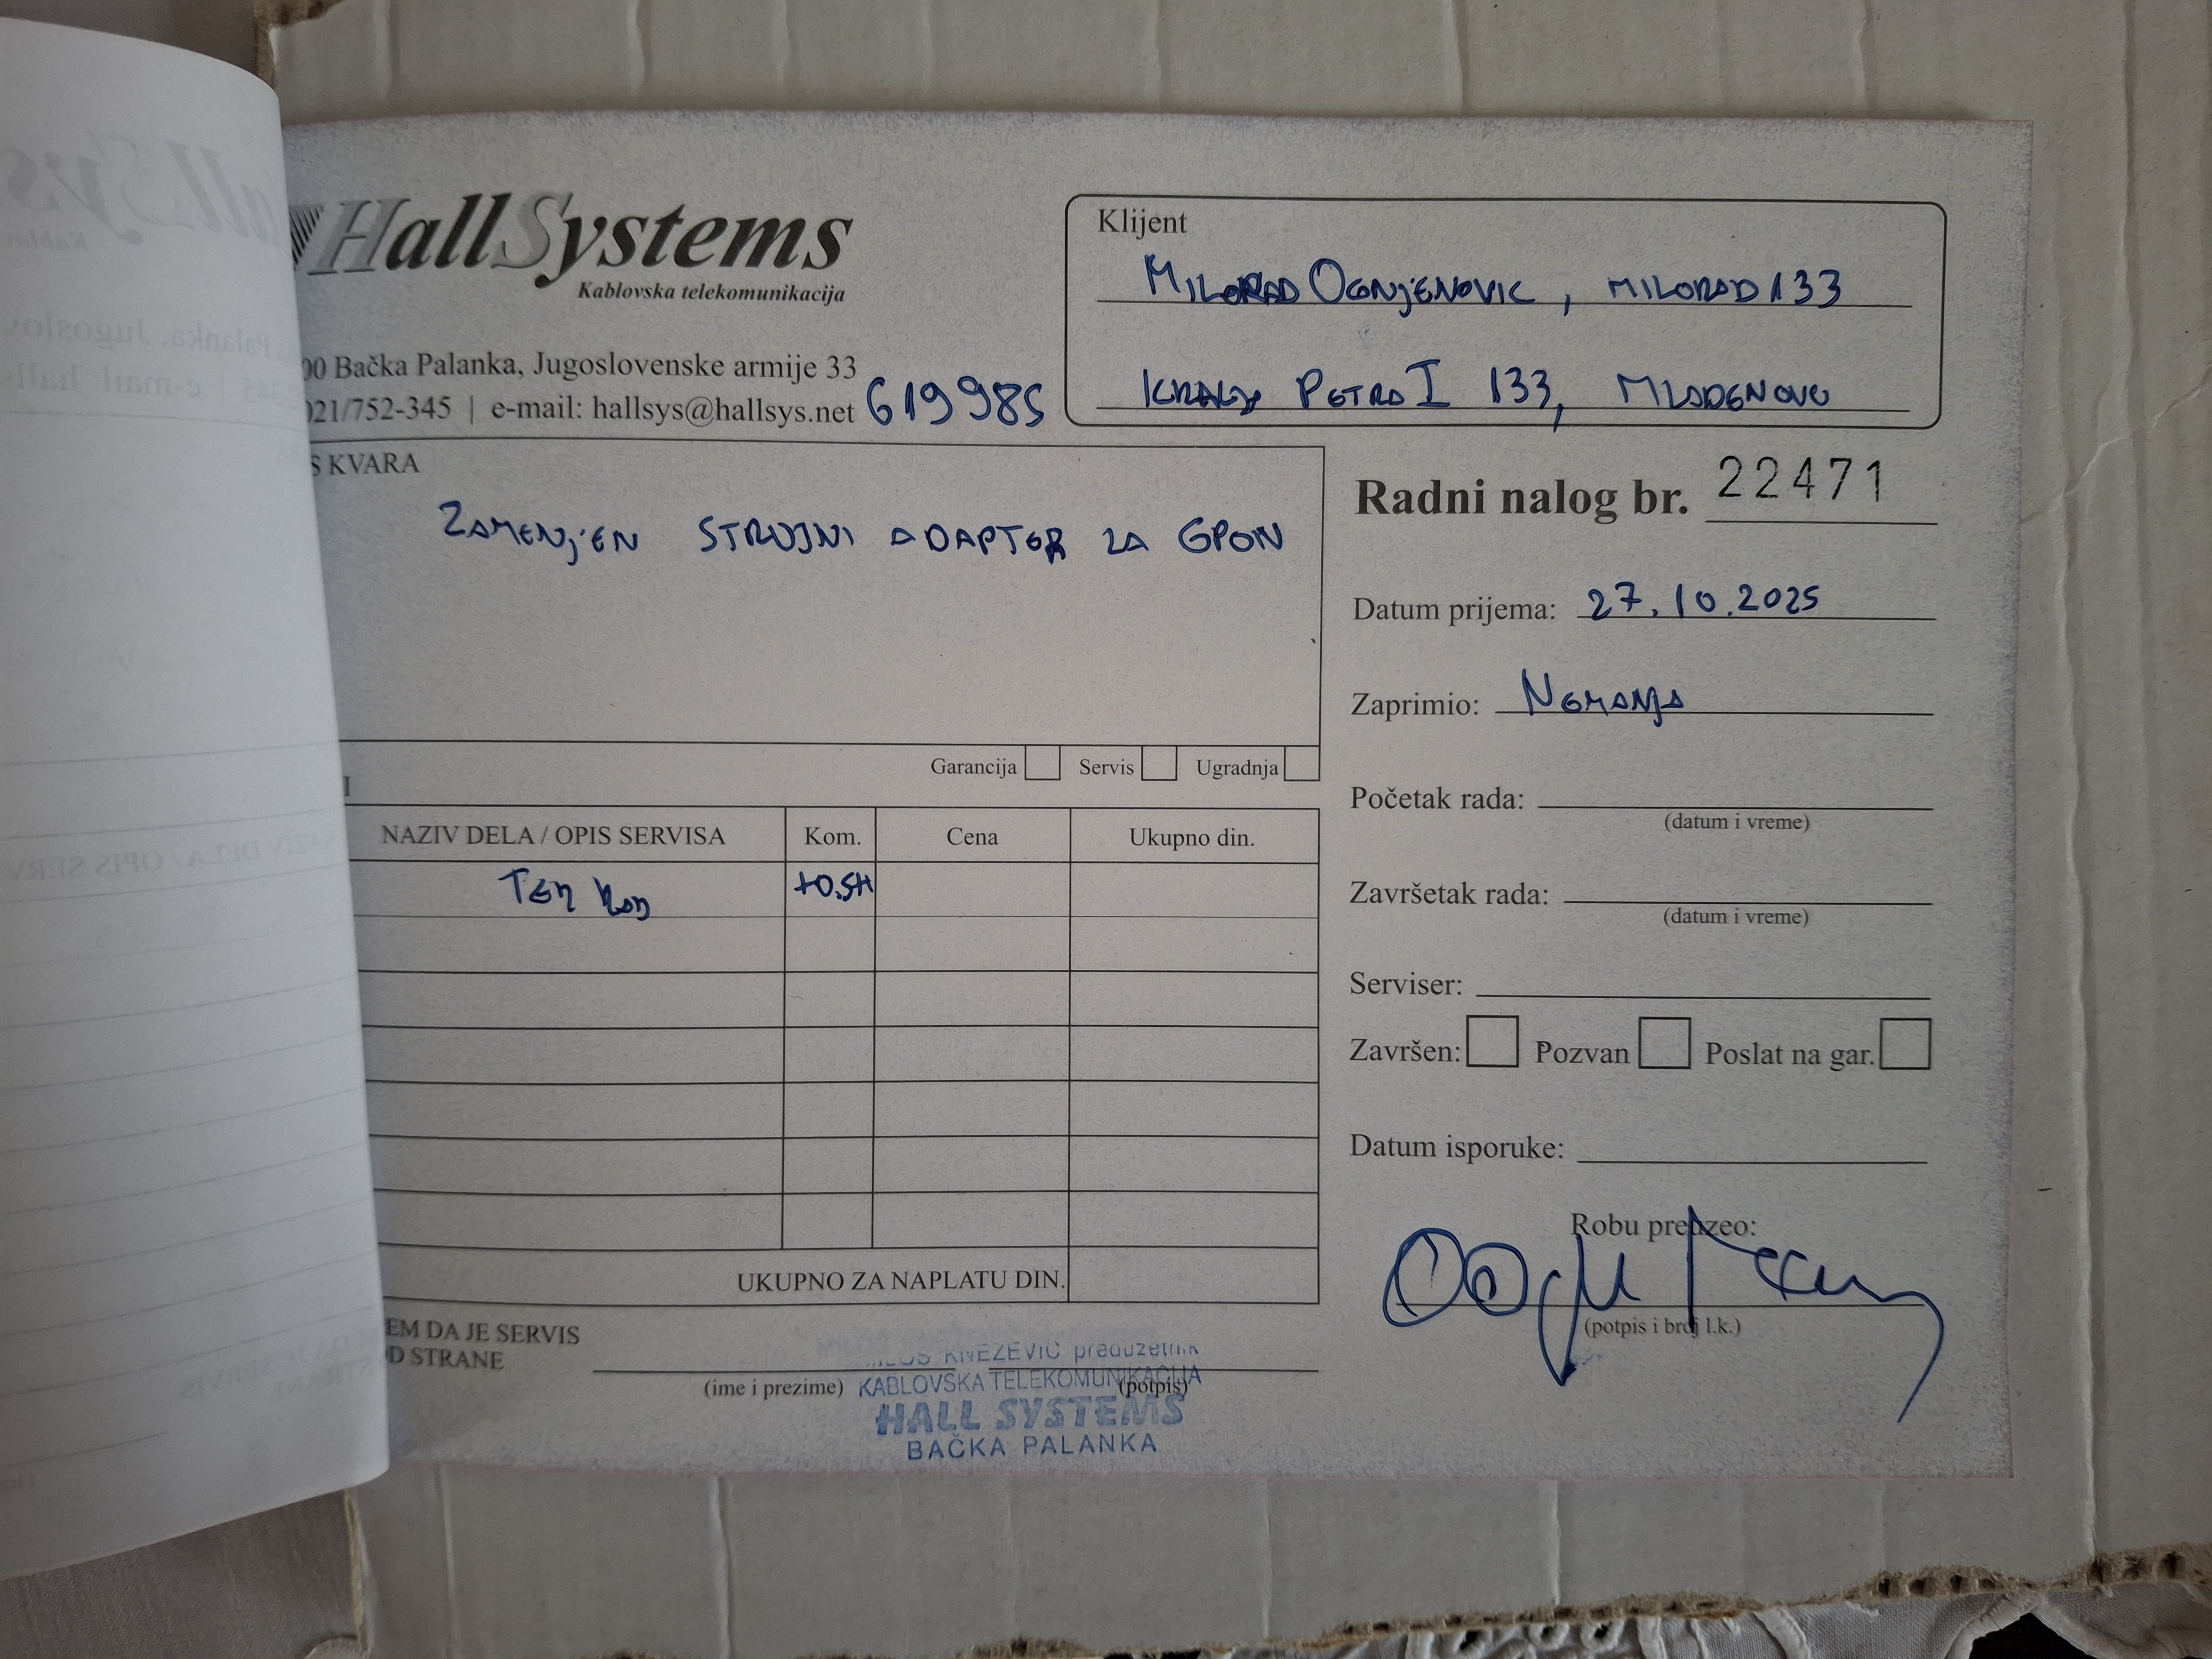 HallSystems
Kablovska telekomunikacija
00 Bačka Palanka, Jugoslovenske armije 33
021/752-345 | e-mail: hallsys@hallsys.net
619985
Klijent
MILORAD OGNJENOVIC, MILORAD133
KRALJA PETRA I 133, MLADENOVO
S KVARA
ZAMENJEN STRUJNI ADAPTER ZA GPON
Garancija Servis Ugradnja
Radni nalog br. 22471
Datum prijema: 27.10.2025
Zaprimio: NEMANJA
Početak rada:
(datum i vreme)
Završetak rada:
(datum i vreme)
Serviser:
Završen: Pozvan Poslat na gar.
Datum isporuke:
Robu preuzeo:
(potpis i broj l.k.)
I
NAZIV DELA / OPIS SERVISA Kom. Cena Ukupno din.
TER
UKUPNO ZA NAPLATU DIN.
EM DA JE SERVIS
OD STRANE
(ime i prezime) (potpis)
KNEZEVIĆ preduzetnik
KABLOVSKA TELEKOMUNIKACIJA
HALL SYSTEMS
BAČKA PALANKA